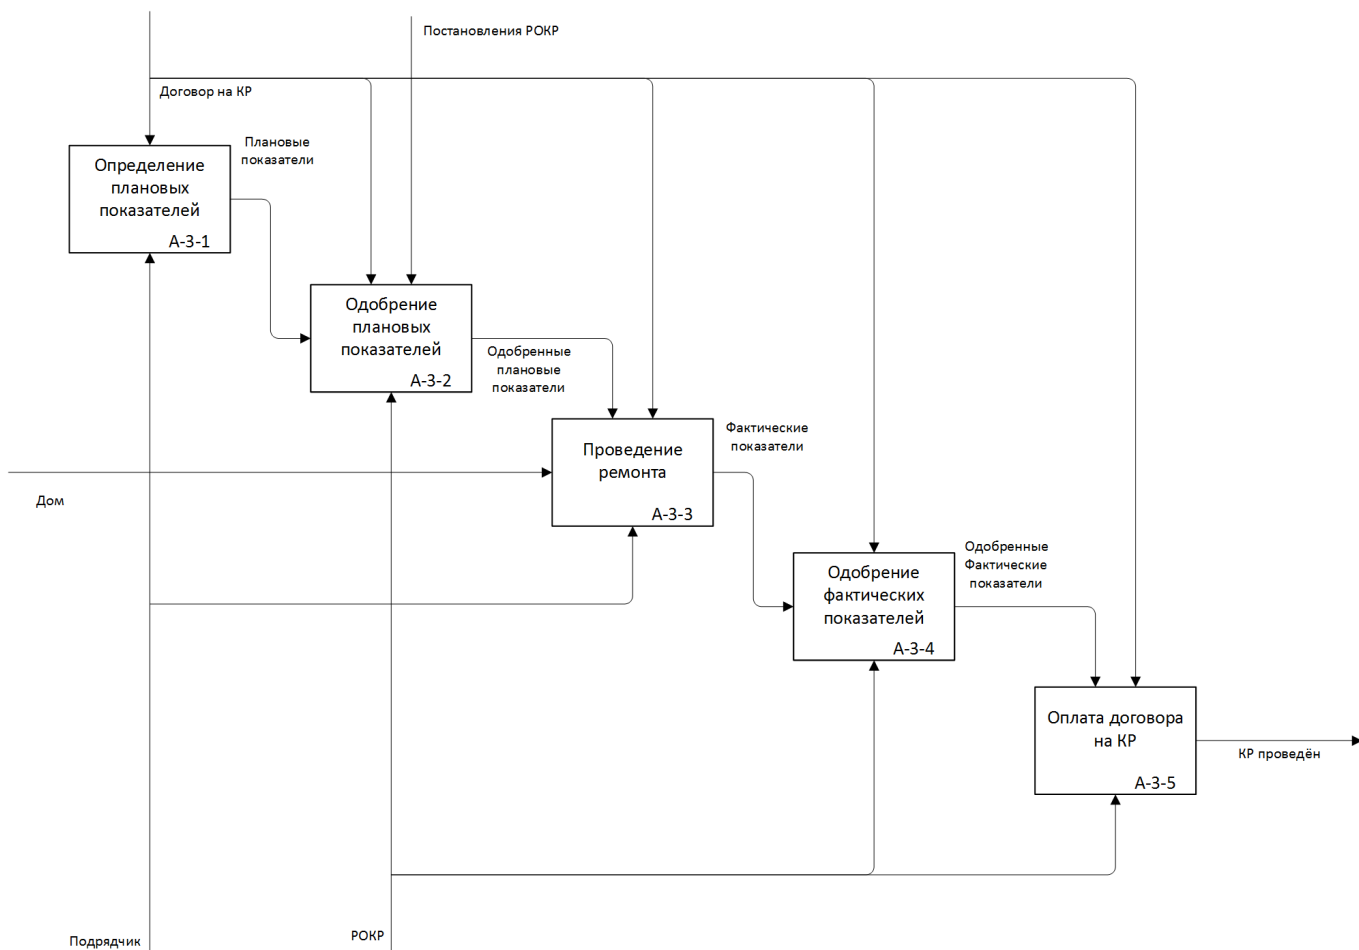 Постановления РОКР
Договор на КР
Плановые
показатели
Определение
плановых
показателей
А-3-1
Одобрение
плановых
показателей
А-3-2
Одобренные
плановые
показатели
Проведение
ремонта
А-3-3
Фактические
показатели
Дом
Одобрение
фактических
показателей
А-3-4
Одобренные
Фактические
показатели
Оплата договора
на КР
А-3-5
КР проведён
Подрядчик
РОКР